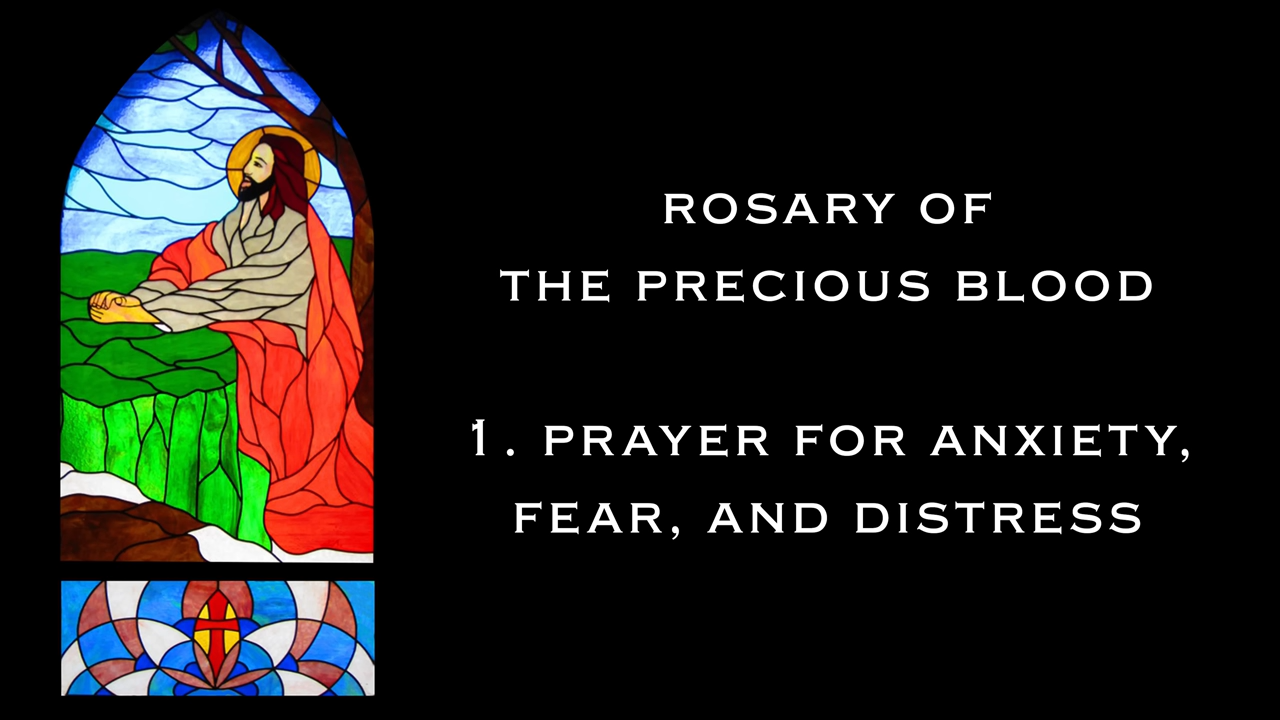 ROSARY OF
THE PRECIOUS BLOOD
1. PRAYER FOR ANXIETY,
FEAR, AND DISTRESS